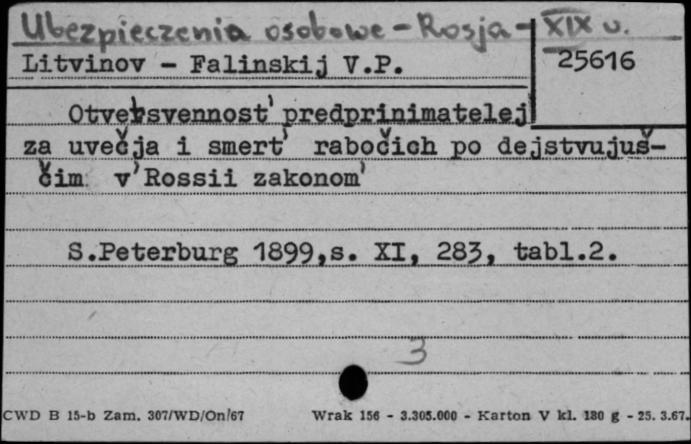 Ubezpieczenia osobowe - Rosja - XIX w.
Litvinov - Falinskij V.P.
25616
Otvetsvennost' predprinimatelej
za uvečja i smert' rabočich po dejstvujuš-
čim v Rossii zakonom'
S.Peterburg 1899,s. XI, 283, tabl.2.
3
CWD B 15-b Zam. 307/WD/On/67 Wrak 156 - 3.305.000 - Karton V kl. 180 g - 25. 3.67.